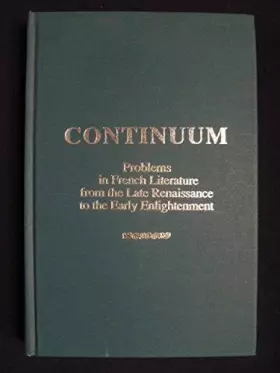 CONTINUUM
Problems
in French Literature
from the Late Renaissance
to the Early Enlightenment